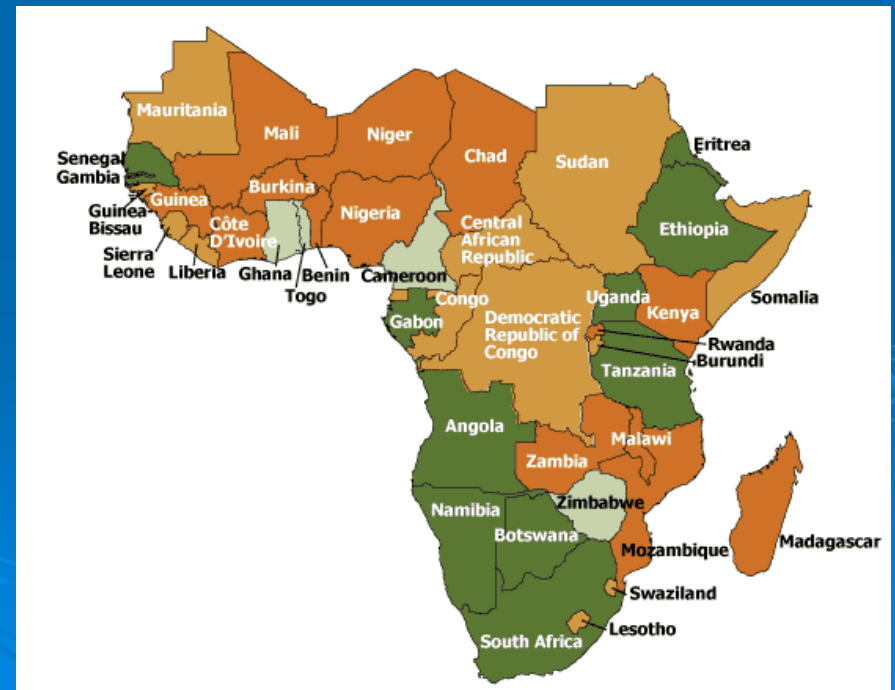 Mauritania
Mali
Niger
Chad
Sudan
Eritrea
Senegal
Gambia
Guinea-
Bissau
Guinea
Burkina
Nigeria
Côte
D'Ivoire
Central
African
Republic
Ethiopia
Sierra
Leone
Liberia
Ghana
Togo
Benin
Cameroon
Somalia
Congo
Gabon
Democratic
Republic of
Congo
Uganda
Kenya
Rwanda
Burundi
Tanzania
Angola
Malawi
Zambia
Zimbabwe
Namibia
Botswana
Mozambique
Madagascar
Swaziland
Lesotho
South Africa